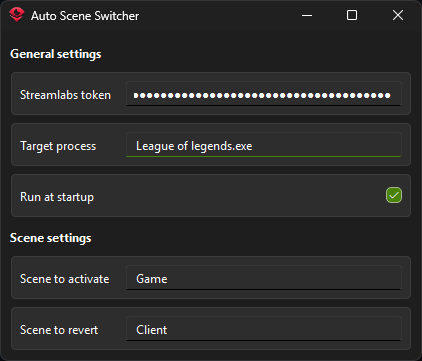 Auto Scene Switcher
General settings
Streamlabs token ●●●●●●●●●●●●●●●●●●●●●●●●●●●●●●●●●●●●●●●●
Target process League of legends.exe
Run at startup
Scene settings
Scene to activate Game
Scene to revert Client